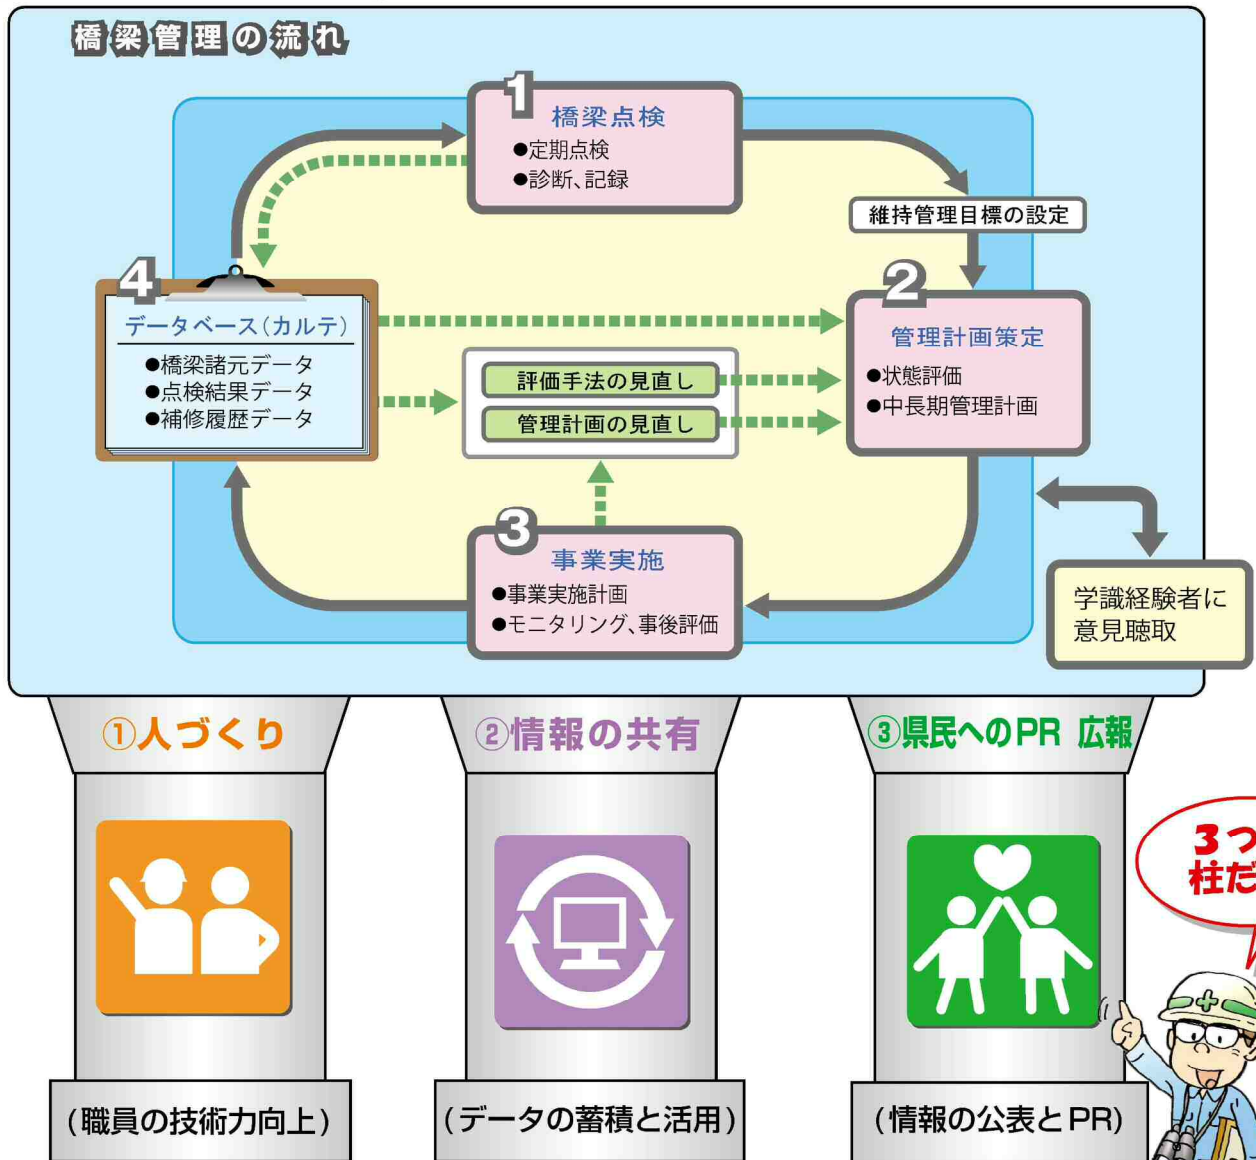 橋梁管理の流れ
1
橋梁点検
●定期点検
●診断、記録
維持管理目標の設定
2
管理計画策定
●状態評価
●中長期管理計画
4
データベース(カルテ)
●橋梁諸元データ
●点検結果データ
●補修履歴データ
評価手法の見直し
管理計画の見直し
3
事業実施
●事業実施計画
●モニタリング、事後評価
学識経験者に
意見聴取
①人づくり
②情報の共有
③県民へのPR 広報
3つ
柱だ
(職員の技術力向上)
(データの蓄積と活用)
(情報の公表とPR)